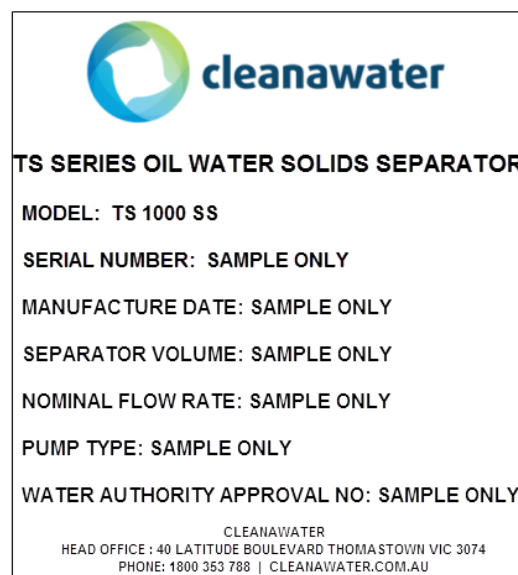 cleanawater
TS SERIES OIL WATER SOLIDS SEPARATOR
MODEL: TS 1000 SS
SERIAL NUMBER: SAMPLE ONLY
MANUFACTURE DATE: SAMPLE ONLY
SEPARATOR VOLUME: SAMPLE ONLY
NOMINAL FLOW RATE: SAMPLE ONLY
PUMP TYPE: SAMPLE ONLY
WATER AUTHORITY APPROVAL NO: SAMPLE ONLY
CLEANAWATER
HEAD OFFICE : 40 LATITUDE BOULEVARD THOMASTOWN VIC 3074
PHONE: 1800 353 788 | CLEANAWATER.COM.AU